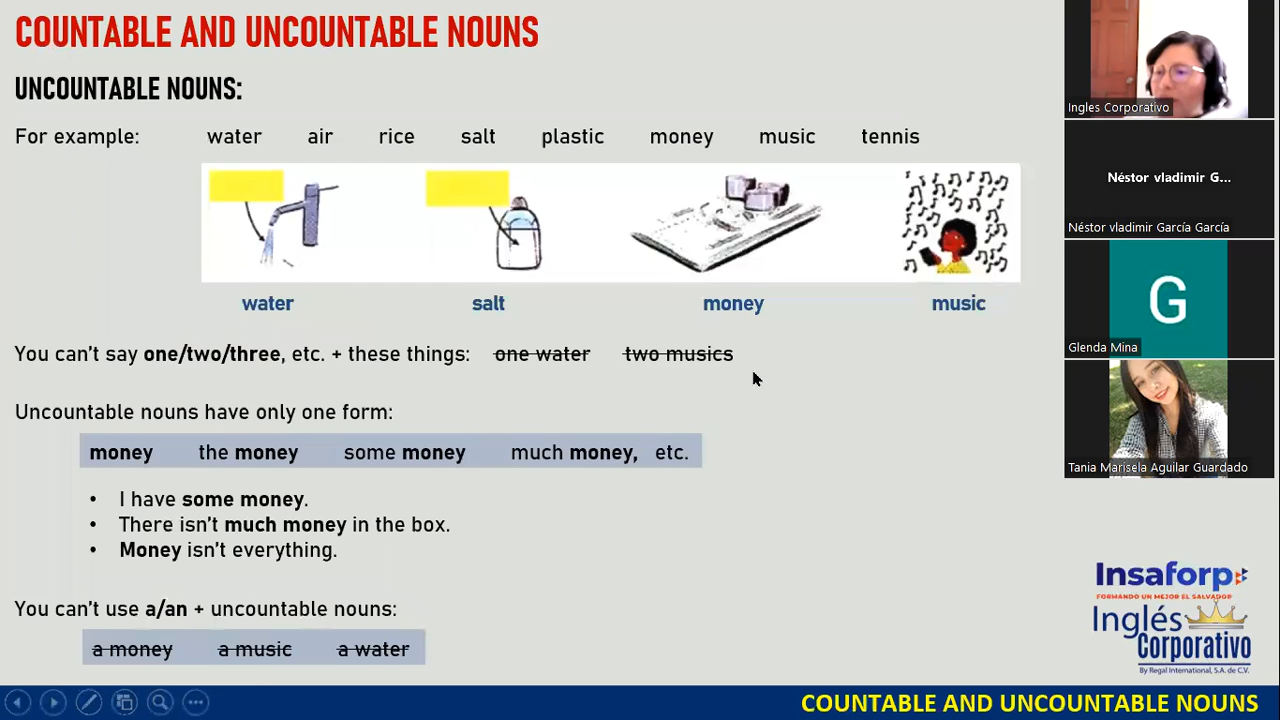 COUNTABLE AND UNCOUNTABLE NOUNS
UNCOUNTABLE NOUNS:
For example: water air rice salt plastic money music tennis
water salt money music
You can't say one/two/three, etc. + these things: one water two musics
Uncountable nouns have only one form:
money the money some money much money, etc.
• I have some money.
• There isn't much money in the box.
• Money isn't everything.
You can't use a/an + uncountable nouns:
a money a music a water
COUNTABLE AND UNCOUNTABLE NOUNS
Ingles Corporativo
Néstor vladimir G...
Néstor vladimir García García
G
Glenda Mina
Tania Marisela Aguilar Guardado
Insaforp
FORMANDO UN MEJOR EL SALVADOR
Inglés
Corporativo
By Regal International, S.A. de C.V.